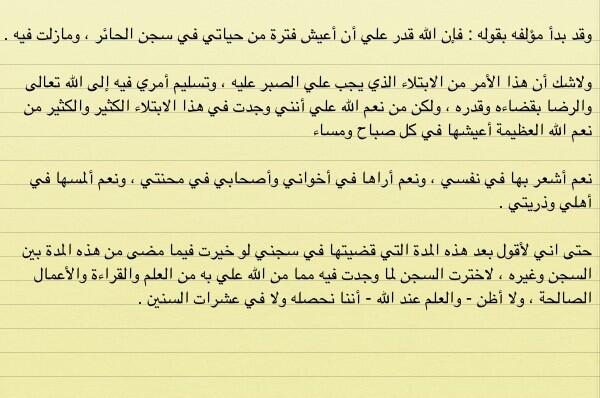 وقد بدأ مؤلفه بقوله : فإن الله قدر علي أن أعيش فترة من حياتي في سجن الحائر ، ومازلت فيه .
ولاشك أن هذا الأمر من الابتلاء الذي يجب علي الصبر عليه ، وتسليم أمري فيه إلى الله تعالى
والرضا بقضاءه وقدره ، ولكن من نعم الله علي أنني وجدت في هذا الابتلاء الكثير والكثير من
نعم الله العظيمة أعيشها في كل صباح ومساء
نعم أشعر بها في نفسي ، ونعم أراها في أخواني وأصحابي في محنتي ، ونعم ألمسها في
أهلي وذريتي .
حتى اني لأقول بعد هذه المدة التي قضيتها في سجني لو خيرت فيما مضى من هذه المدة بين
السجن وغيره ، لاخترت السجن لما وجدت فيه مما من الله علي به من العلم والقراءة والأعمال
الصالحة ، ولا أظن - والعلم عند الله - أننا نحصله ولا في عشرات السنين .